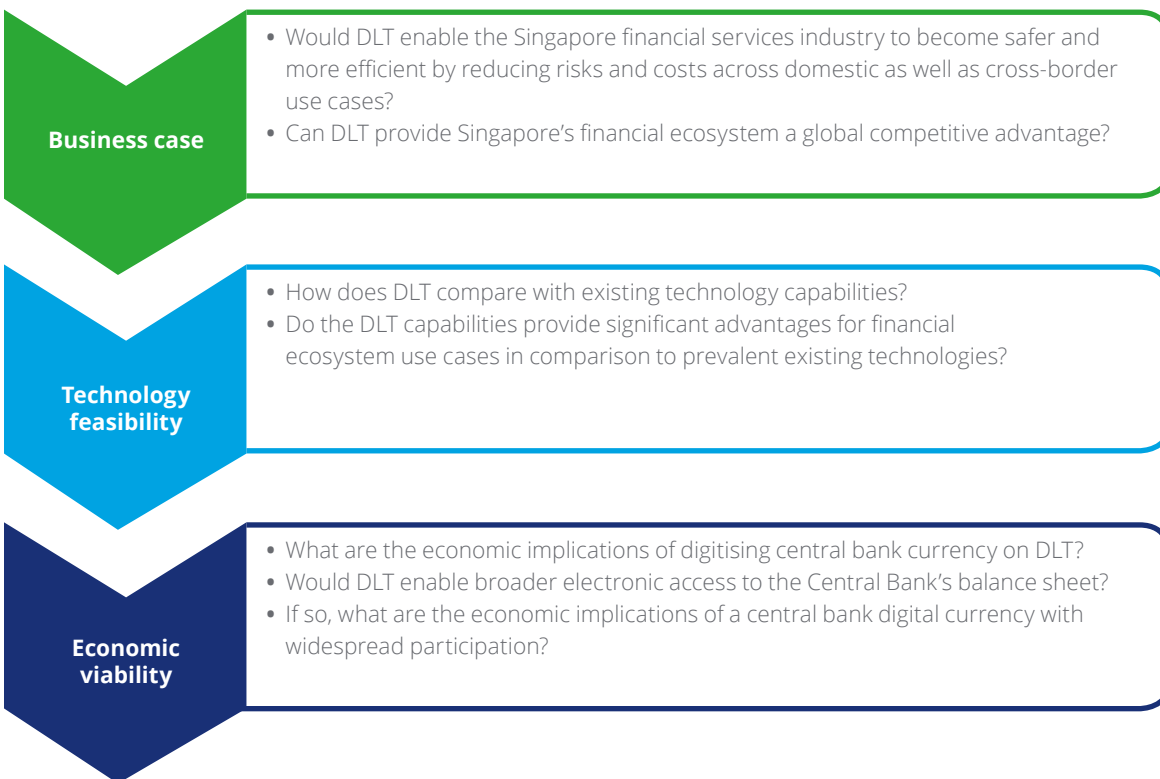 Business case
• Would DLT enable the Singapore financial services industry to become safer and
more efficient by reducing risks and costs across domestic as well as cross-border
use cases?
• Can DLT provide Singapore’s financial ecosystem a global competitive advantage?
Technology
feasibility
• How does DLT compare with existing technology capabilities?
• Do the DLT capabilities provide significant advantages for financial
ecosystem use cases in comparison to prevalent existing technologies?
Economic
viability
• What are the economic implications of digitising central bank currency on DLT?
• Would DLT enable broader electronic access to the Central Bank’s balance sheet?
• If so, what are the economic implications of a central bank digital currency with
widespread participation?